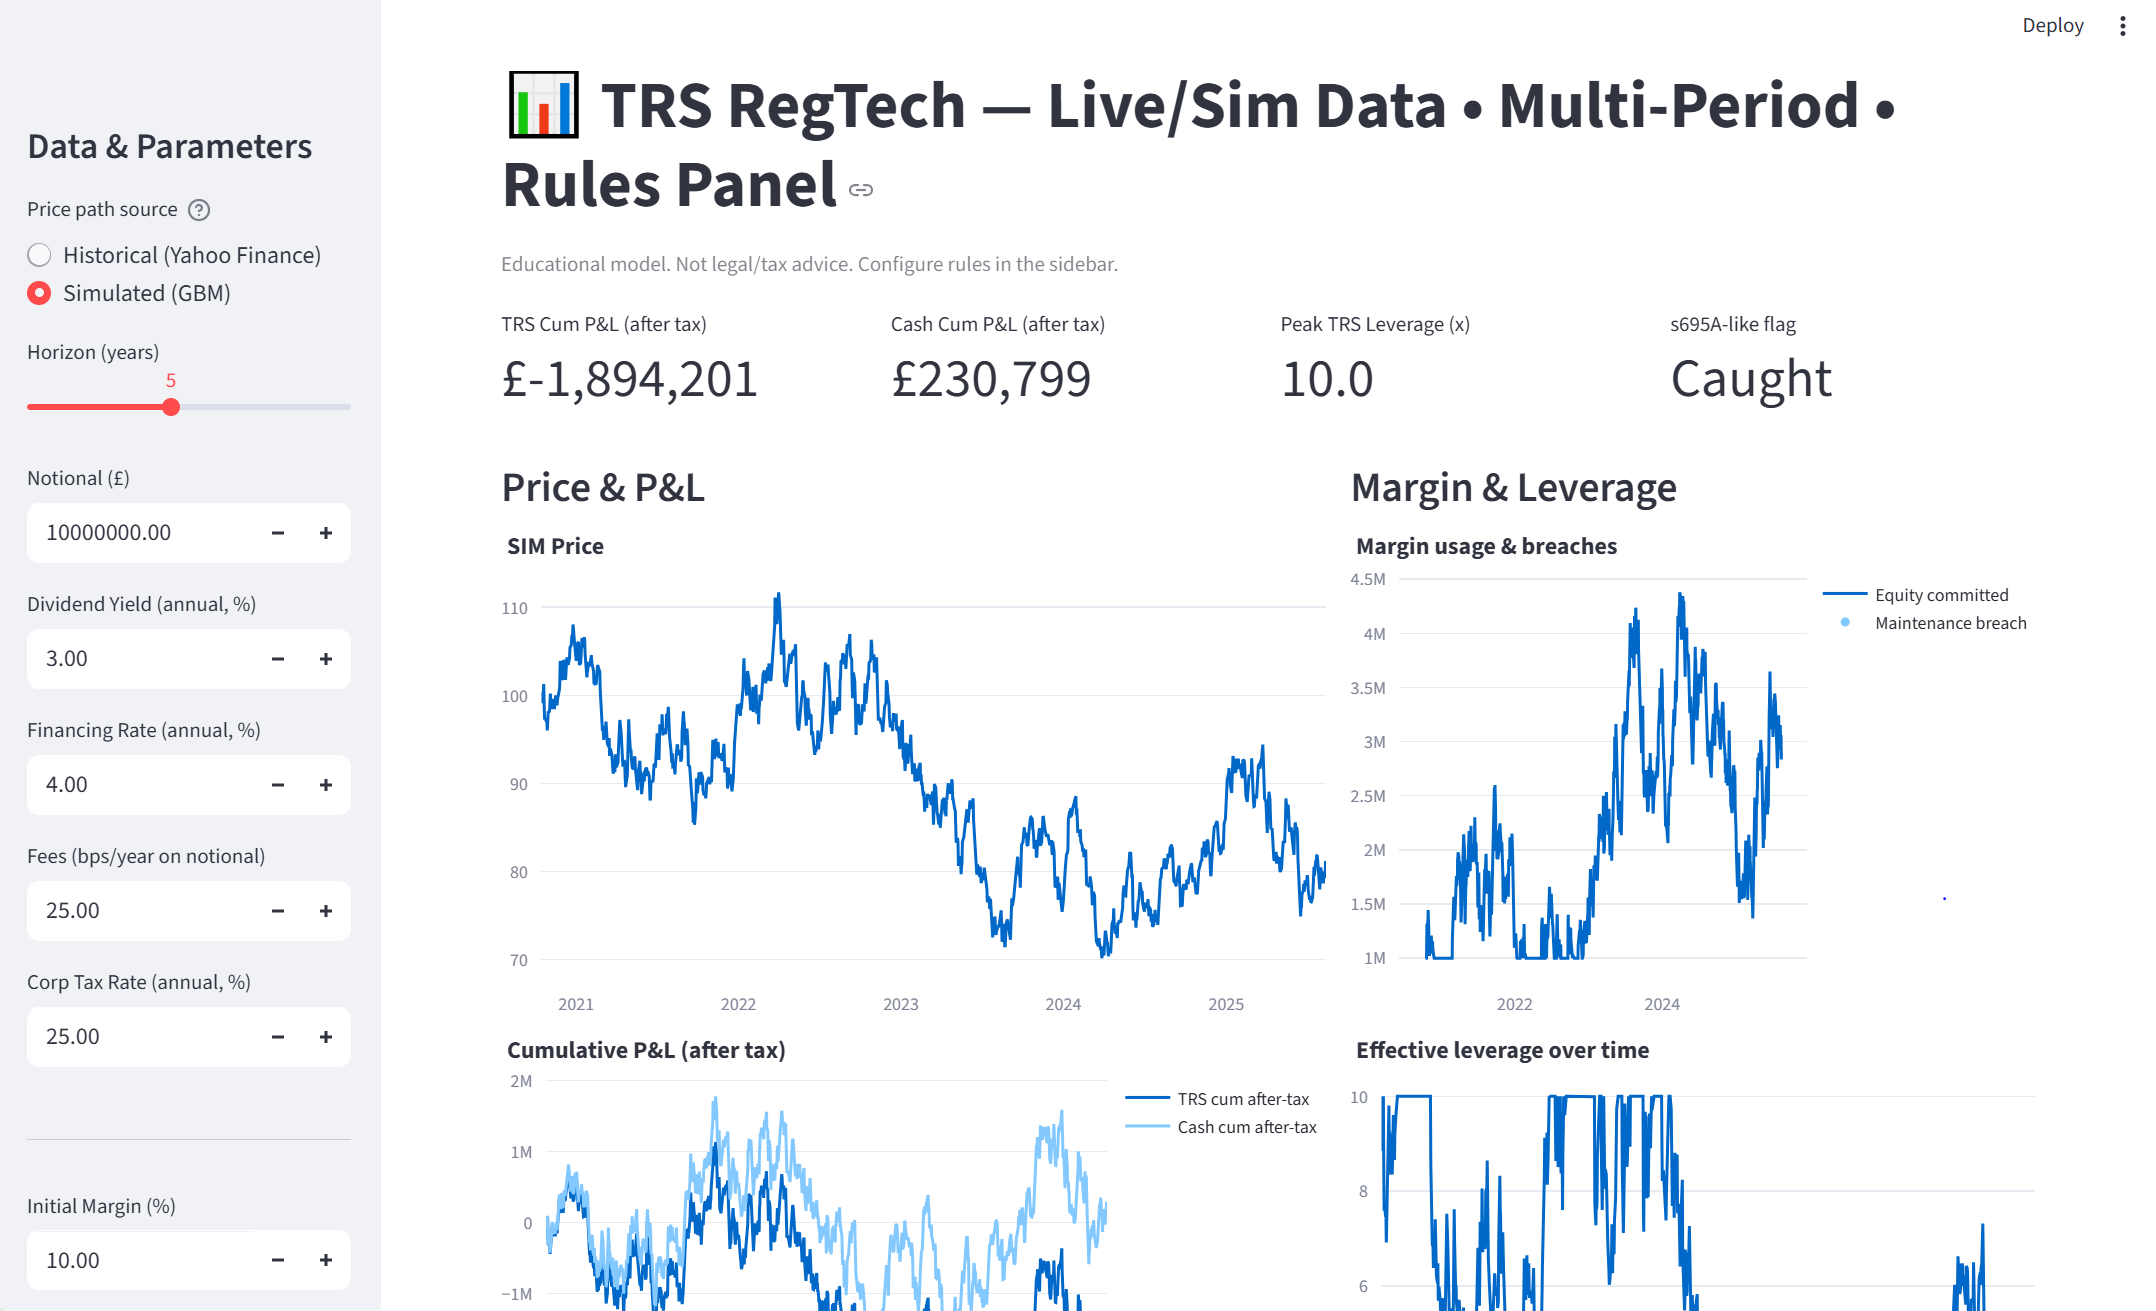 Deploy
Data & Parameters
Price path source
Historical (Yahoo Finance)
Simulated (GBM)
Horizon (years)
5
Notional (£)
10000000.00
Dividend Yield (annual, %)
3.00
Financing Rate (annual, %)
4.00
Fees (bps/year on notional)
25.00
Corp Tax Rate (annual, %)
25.00
Initial Margin (%)
10.00
TRS RegTech — Live/Sim Data • Multi-Period •
Rules Panel
Educational model. Not legal/tax advice. Configure rules in the sidebar.
TRS Cum P&L (after tax)
£-1,894,201
Cash Cum P&L (after tax)
£230,799
Peak TRS Leverage (x)
10.0
s695A-like flag
Caught
Price & P&L
SIM Price
110
100
90
80
70
2021 2022 2023 2024 2025
Cumulative P&L (after tax)
2M
1M
0
−1M
TRS cum after-tax
Cash cum after-tax
Margin & Leverage
Margin usage & breaches
4.5M
4M
3.5M
3M
2.5M
2M
1.5M
1M
2022 2024
Equity committed
Maintenance breach
Effective leverage over time
10
8
6